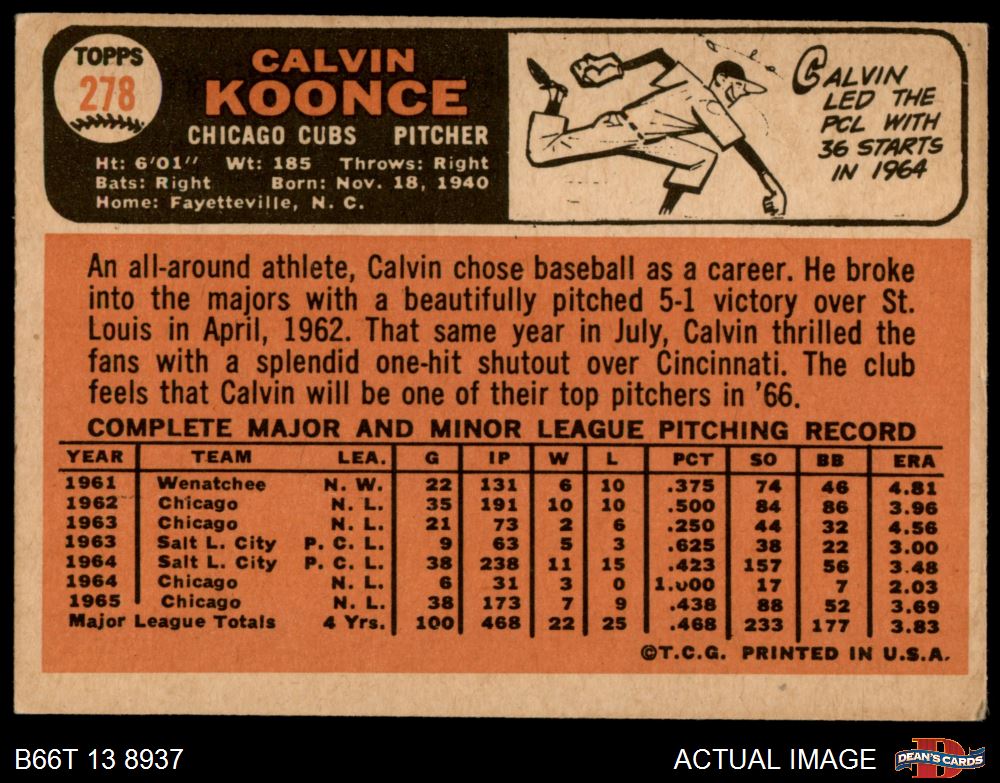 TOPPS
278
CALVIN
KOONCE
CHICAGO CUBS PITCHER
Ht: 6'01" Wt: 185 Throws: Right
Bats: Right Born: Nov. 18, 1940
Home: Fayetteville, N. C.
CALVIN
LED THE
PCL WITH
36 STARTS
IN 1964
An all-around athlete, Calvin chose baseball as a career. He broke
into the majors with a beautifully pitched 5-1 victory over St.
Louis in April, 1962. That same year in July, Calvin thrilled the
fans with a splendid one-hit shutout over Cincinnati. The club
feels that Calvin will be one of their top pitchers in '66.
COMPLETE MAJOR AND MINOR LEAGUE PITCHING RECORD
YEAR TEAM LEA. G IP W L PCT SO BB ERA
1961 Wenatchee N. W. 22 131 6 10 .375 74 46 4.81
1962 Chicago N. L. 35 191 10 10 .500 84 86 3.96
1963 Chicago N. L. 21 73 2 6 .250 44 32 4.56
1963 Salt L. City P. C. L. 9 63 5 3 .625 38 22 3.00
1964 Salt L. City P. C. L. 38 238 11 15 .423 157 56 3.48
1964 Chicago N. L. 6 31 3 0 1.000 17 7 2.03
1965 Chicago N. L. 38 173 7 9 .438 88 52 3.69
Major League Totals 4 Yrs. 100 468 22 25 .468 233 177 3.83
©T.C.G. PRINTED IN U.S.A.
B66T 13 8937
ACTUAL IMAGE
D
DEAN'S CARDS